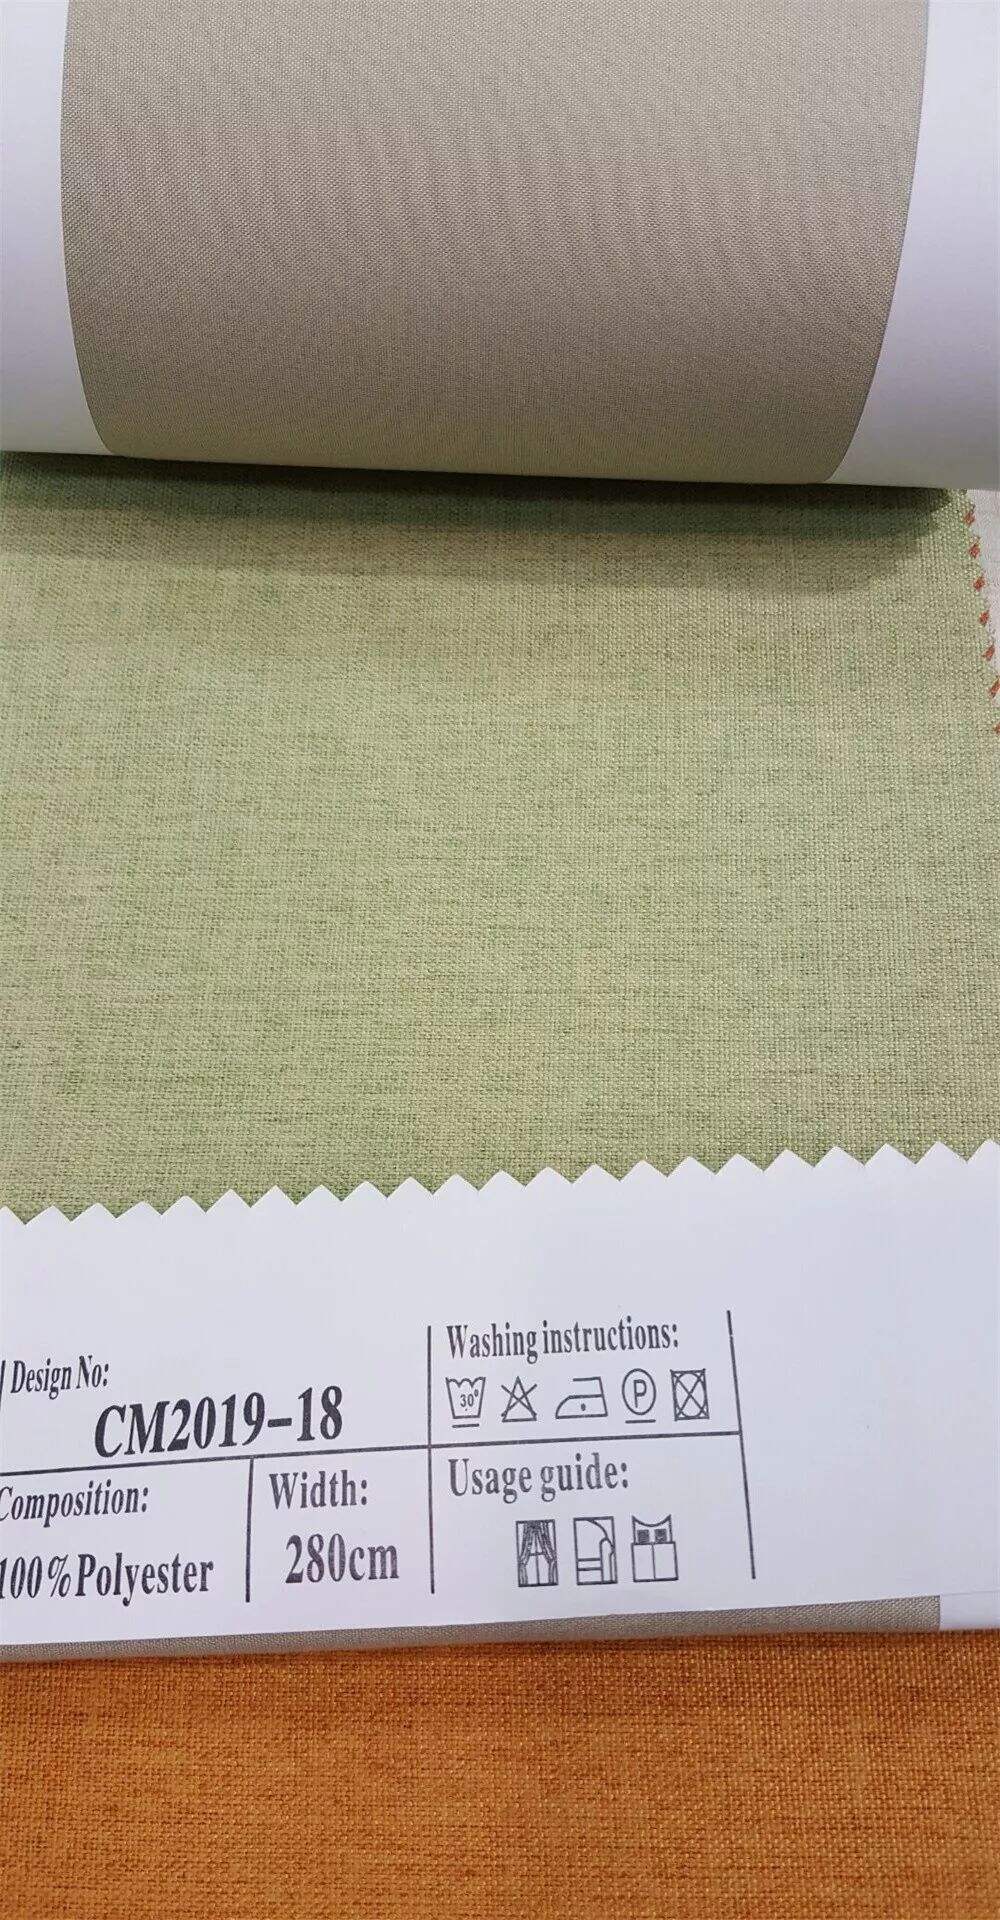 Design No:
CM2019-18
Composition:
100%Polyester
Width:
280cm
Washing instructions:
30°
P
Usage guide: